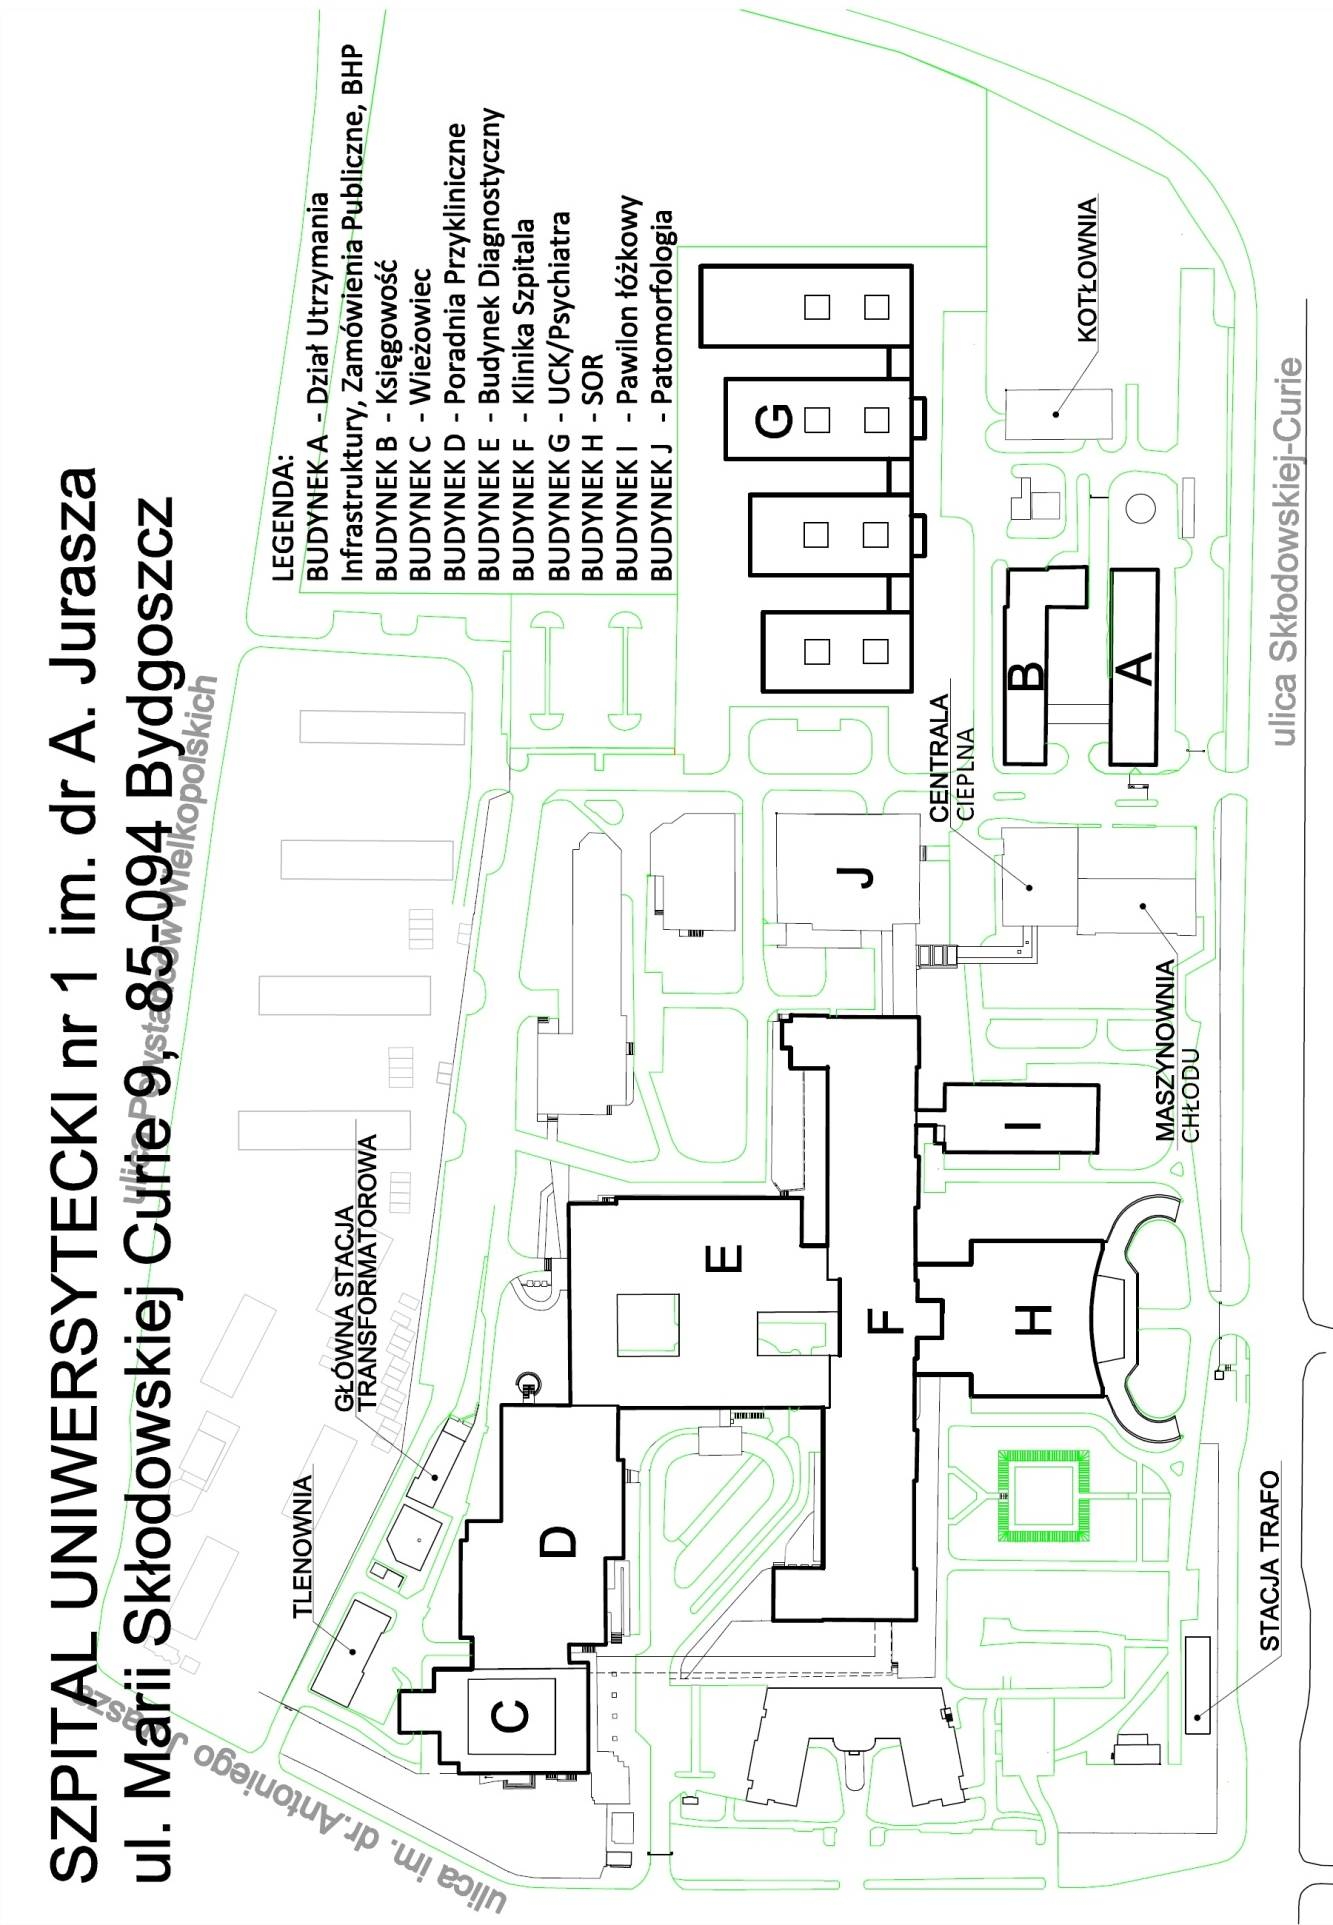 SZPITAL UNIWERSYTECKI nr 1 im. dr A. Jurasza
ul. Marii Skłodowskiej Curie 9, 85-094 Bydgoszcz
ulica Powstańców Wielkopolskich
LEGENDA:
BUDYNEK A - Dział Utrzymania
Infrastruktury, Zamówienia Publiczne, BHP
BUDYNEK B - Księgowość
BUDYNEK C - Wieżowiec
BUDYNEK D - Poradnia Przykliniczne
BUDYNEK E - Budynek Diagnostyczny
BUDYNEK F - Klinika Szpitala
BUDYNEK G - UCK/Psychiatra
BUDYNEK H - SOR
BUDYNEK I - Pawilon łóżkowy
BUDYNEK J - Patomorfologia
ulica im. dr.Antoniego Jurasza
TLENOWNIA
GŁÓWNA STACJA
TRANSFORMATOROWA
C
D
E
F
G
H
I
J
B
A
CENTRALA
CIEPLNA
KOTŁOWNIA
MASZYNOWNIA
CHŁODU
STACJA TRAFO
ulica Skłodowskiej-Curie